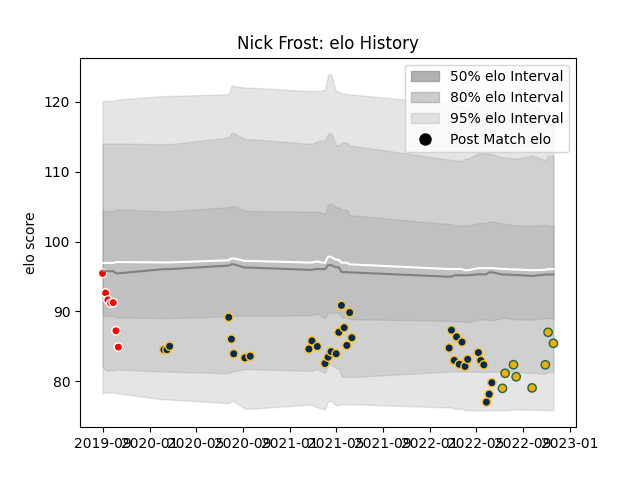 Nick Frost: elo History
50% elo Interval
80% elo Interval
95% elo Interval
Post Match elo
elo score
120
110
100
90
80
2019-09 2020-01 2020-05 2020-09 2021-01 2021-05 2021-09 2022-01 2022-05 2022-09 2023-01